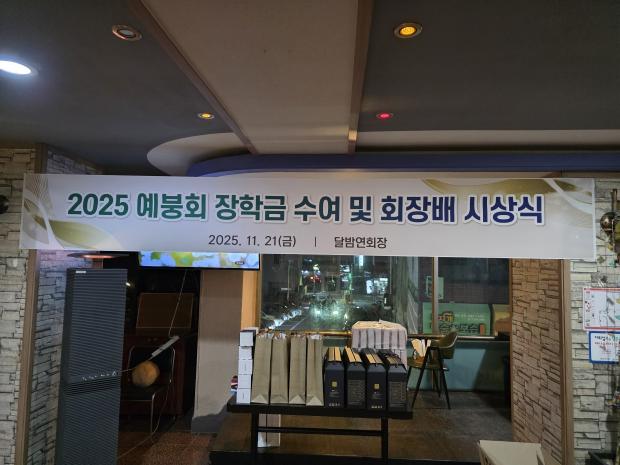 2025 예붕회 장학금 수여 및 회장배 시상식
2025. 11. 21(금) | 달밤연회장